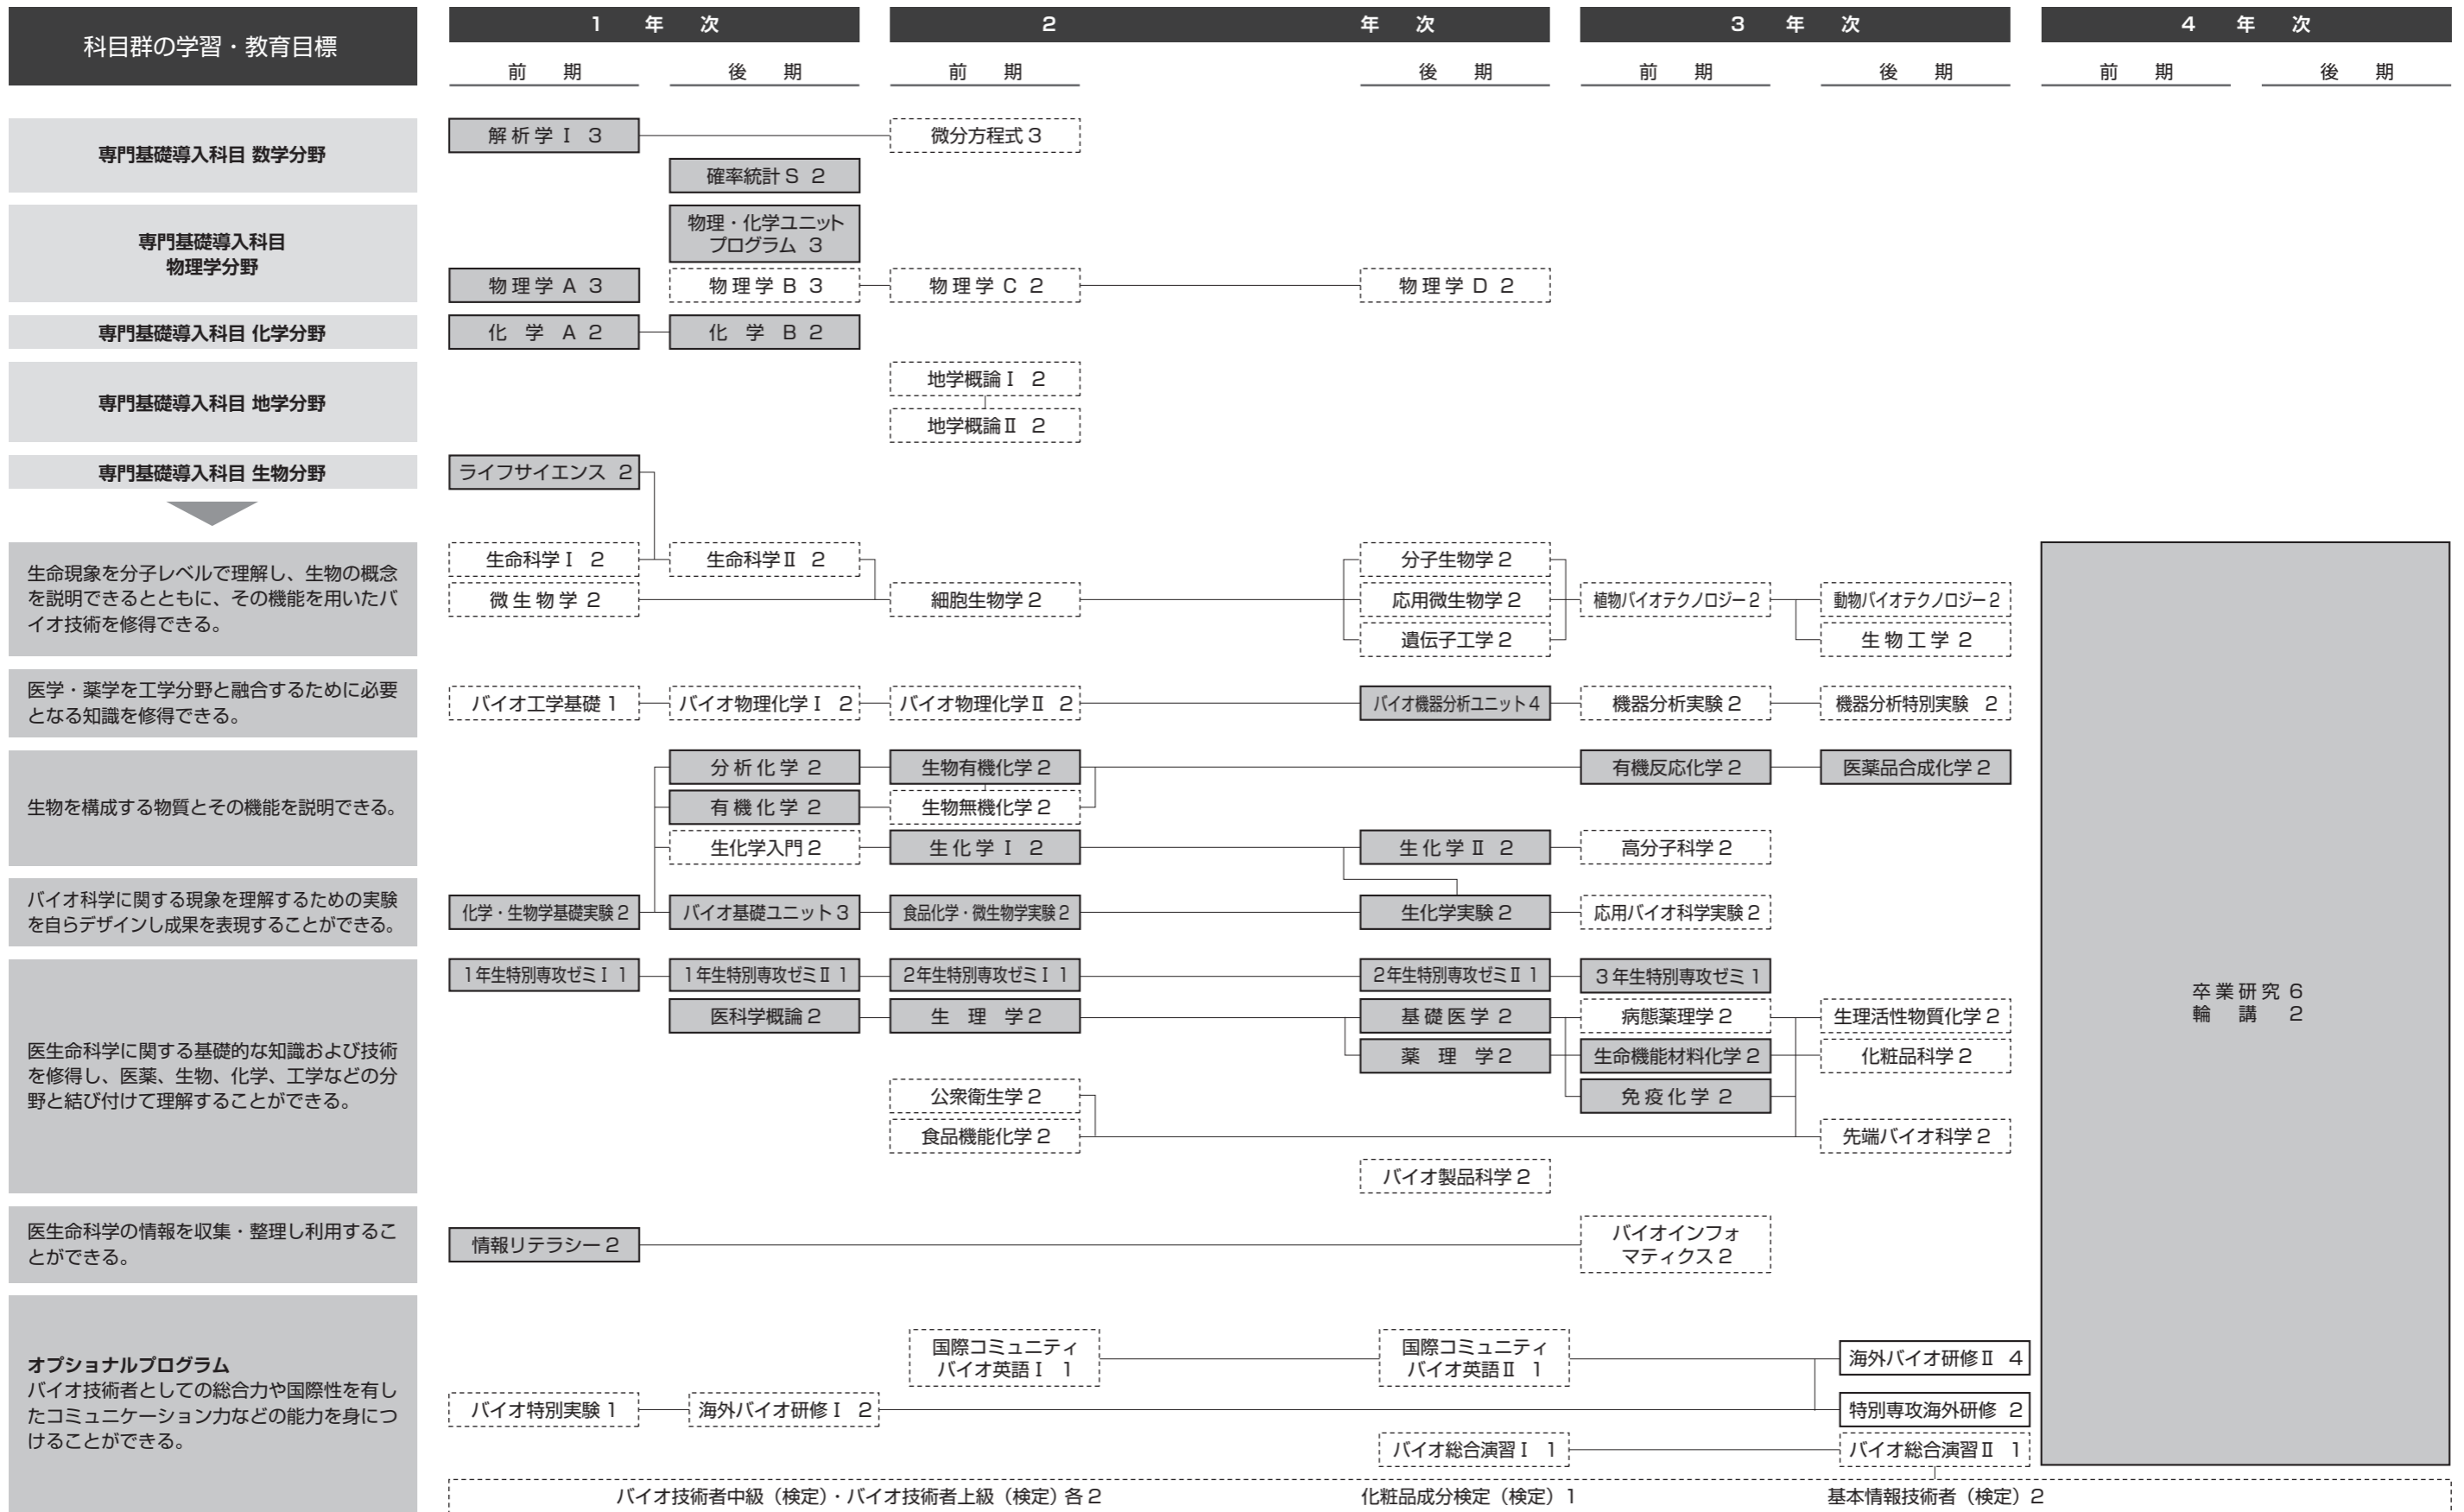 科目群の学習・教育目標
1 年 次
2 年 次
3 年 次
4 年 次
前 期
後 期
前 期
後 期
前 期
後 期
前 期
後 期
専門基礎導入科目 数学分野
解析学Ⅰ 3
微分方程式 3
確率統計S 2
専門基礎導入科目
物理学分野
物理・化学ユニット
プログラム 3
物理学A 3
物理学B 3
物理学C 2
物理学D 2
専門基礎導入科目 化学分野
化 学 A 2
化 学 B 2
専門基礎導入科目 地学分野
地学概論Ⅰ 2
地学概論Ⅱ 2
専門基礎導入科目 生物分野
ライフサイエンス 2
生命現象を分子レベルで理解し、生物の概念
を説明できるとともに、その機能を用いたバ
イオ技術を修得できる。
生命科学Ⅰ 2
生命科学Ⅱ 2
分子生物学 2
微生物学 2
細胞生物学 2
応用微生物学 2
植物バイオテクノロジー 2
動物バイオテクノロジー 2
遺伝子工学 2
生物工学 2
医学・薬学を工学分野と融合するために必要
となる知識を修得できる。
バイオ工学基礎 1
バイオ物理化学Ⅰ 2
バイオ物理化学Ⅱ 2
バイオ機器分析ユニット 4
機器分析実験 2
機器分析特別実験 2
生物を構成する物質とその機能を説明できる。
分析化学 2
生物有機化学 2
有機反応化学 2
医薬品合成化学 2
有機化学 2
生物無機化学 2
生化学入門 2
生化学Ⅰ 2
生化学Ⅱ 2
高分子科学 2
バイオ科学に関する現象を理解するための実験
を自らデザインし成果を表現することができる。
化学・生物学基礎実験 2
バイオ基礎ユニット 3
食品化学・微生物学実験 2
生化学実験 2
応用バイオ科学実験 2
医生命科学に関する基礎的な知識および技術
を修得し、医薬、生物、化学、工学などの分
野と結び付けて理解することができる。
1年生特別専攻ゼミⅠ 1
1年生特別専攻ゼミⅡ 1
2年生特別専攻ゼミⅠ 1
2年生特別専攻ゼミⅡ 1
3年生特別専攻ゼミ 1
医科学概論 2
生 理 学 2
基礎医学 2
病態薬理学 2
生理活性物質化学 2
薬 理 学 2
生命機能材料化学 2
化粧品科学 2
公衆衛生学 2
免疫化学 2
食品機能化学 2
先端バイオ科学 2
バイオ製品科学 2
卒業研究 6
輪 講 2
医生命科学の情報を収集・整理し利用するこ
とができる。
情報リテラシー 2
バイオインフォ
マティクス 2
オプショナルプログラム
バイオ技術者としての総合力や国際性を有し
たコミュニケーション力などの能力を身につ
けることができる。
国際コミュニティ
バイオ英語Ⅰ 1
国際コミュニティ
バイオ英語Ⅱ 1
海外バイオ研修Ⅱ 4
バイオ特別実験 1
海外バイオ研修Ⅰ 2
特別専攻海外研修 2
バイオ総合演習Ⅰ 1
バイオ総合演習Ⅱ 1
バイオ技術者中級（検定）・バイオ技術者上級（検定）各 2
化粧品成分検定（検定）1
基本情報技術者（検定）2